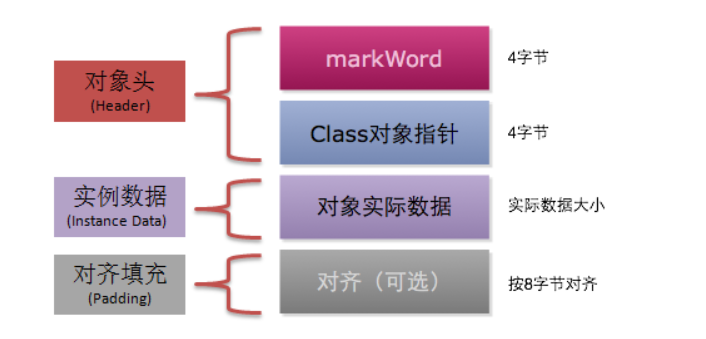 对象头
(Header)
markWord
4字节
Class对象指针
4字节
实例数据
(Instance Data)
对象实际数据
实际数据大小
对齐填充
(Padding)
对齐（可选）
按8字节对齐